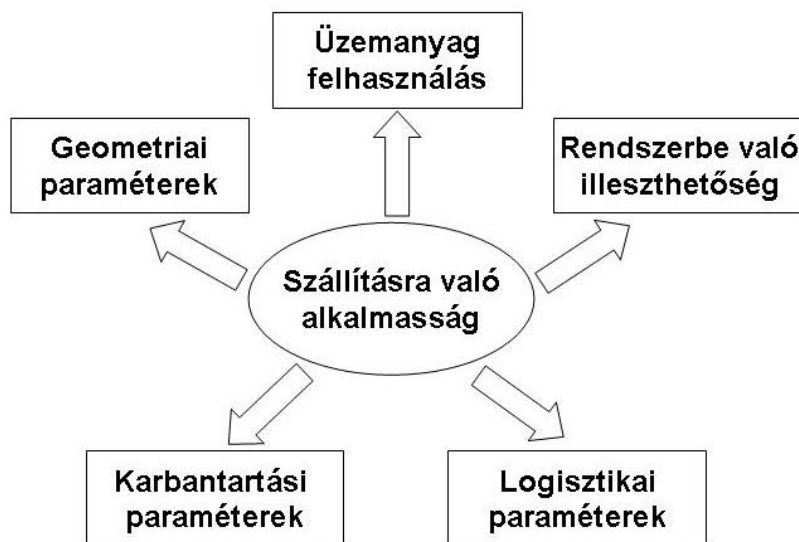 Üzemanyag
felhasználás
Geometriai
paraméterek
Rendszerbe való
illeszthetőség
Szállításra való
alkalmasság
Karbantartási
paraméterek
Logisztikai
paraméterek